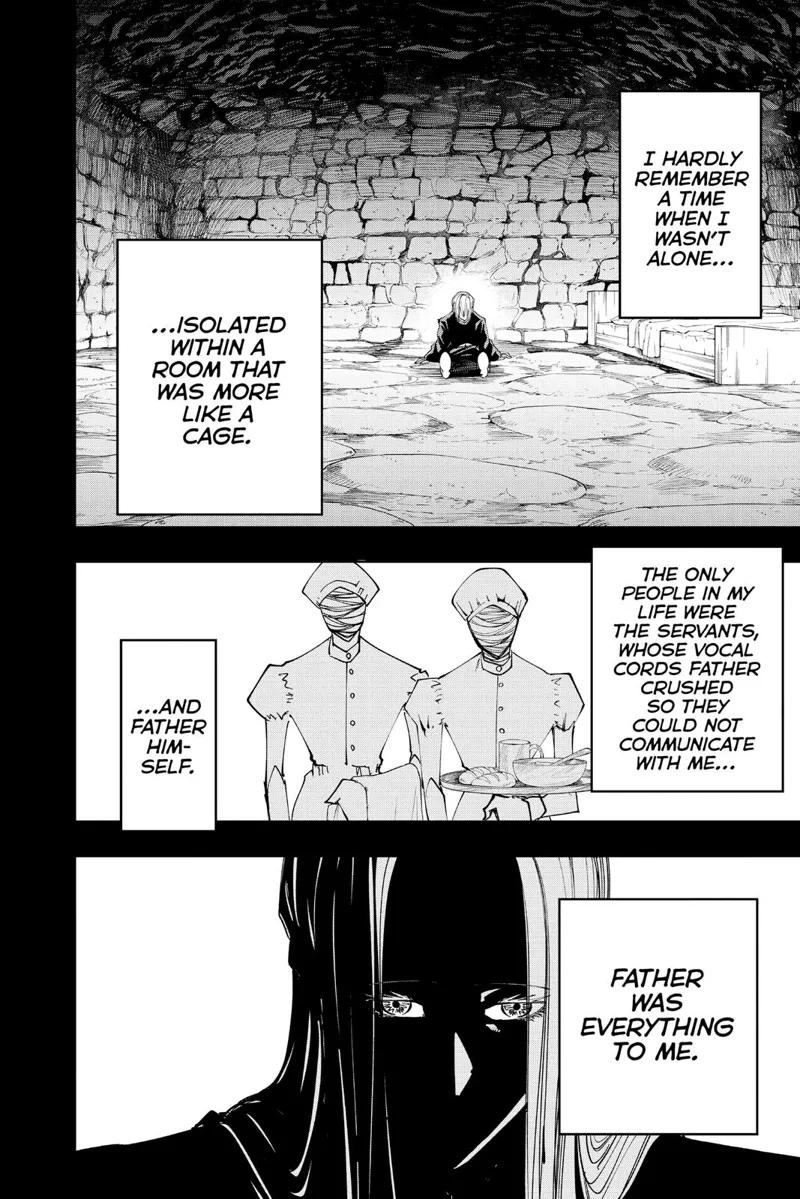 I HARDLY
REMEMBER
A TIME
WHEN I
WASN'T
ALONE...
...ISOLATED
WITHIN A
ROOM THAT
WAS MORE
LIKE A
CAGE.
THE ONLY
PEOPLE IN MY
LIFE WERE
THE SERVANTS,
WHOSE VOCAL
CORDS FATHER
CRUSHED
SO THEY
COULD NOT
COMMUNICATE
WITH ME...
...AND
FATHER
HIM-
SELF.
FATHER
WAS
EVERYTHING
TO ME.